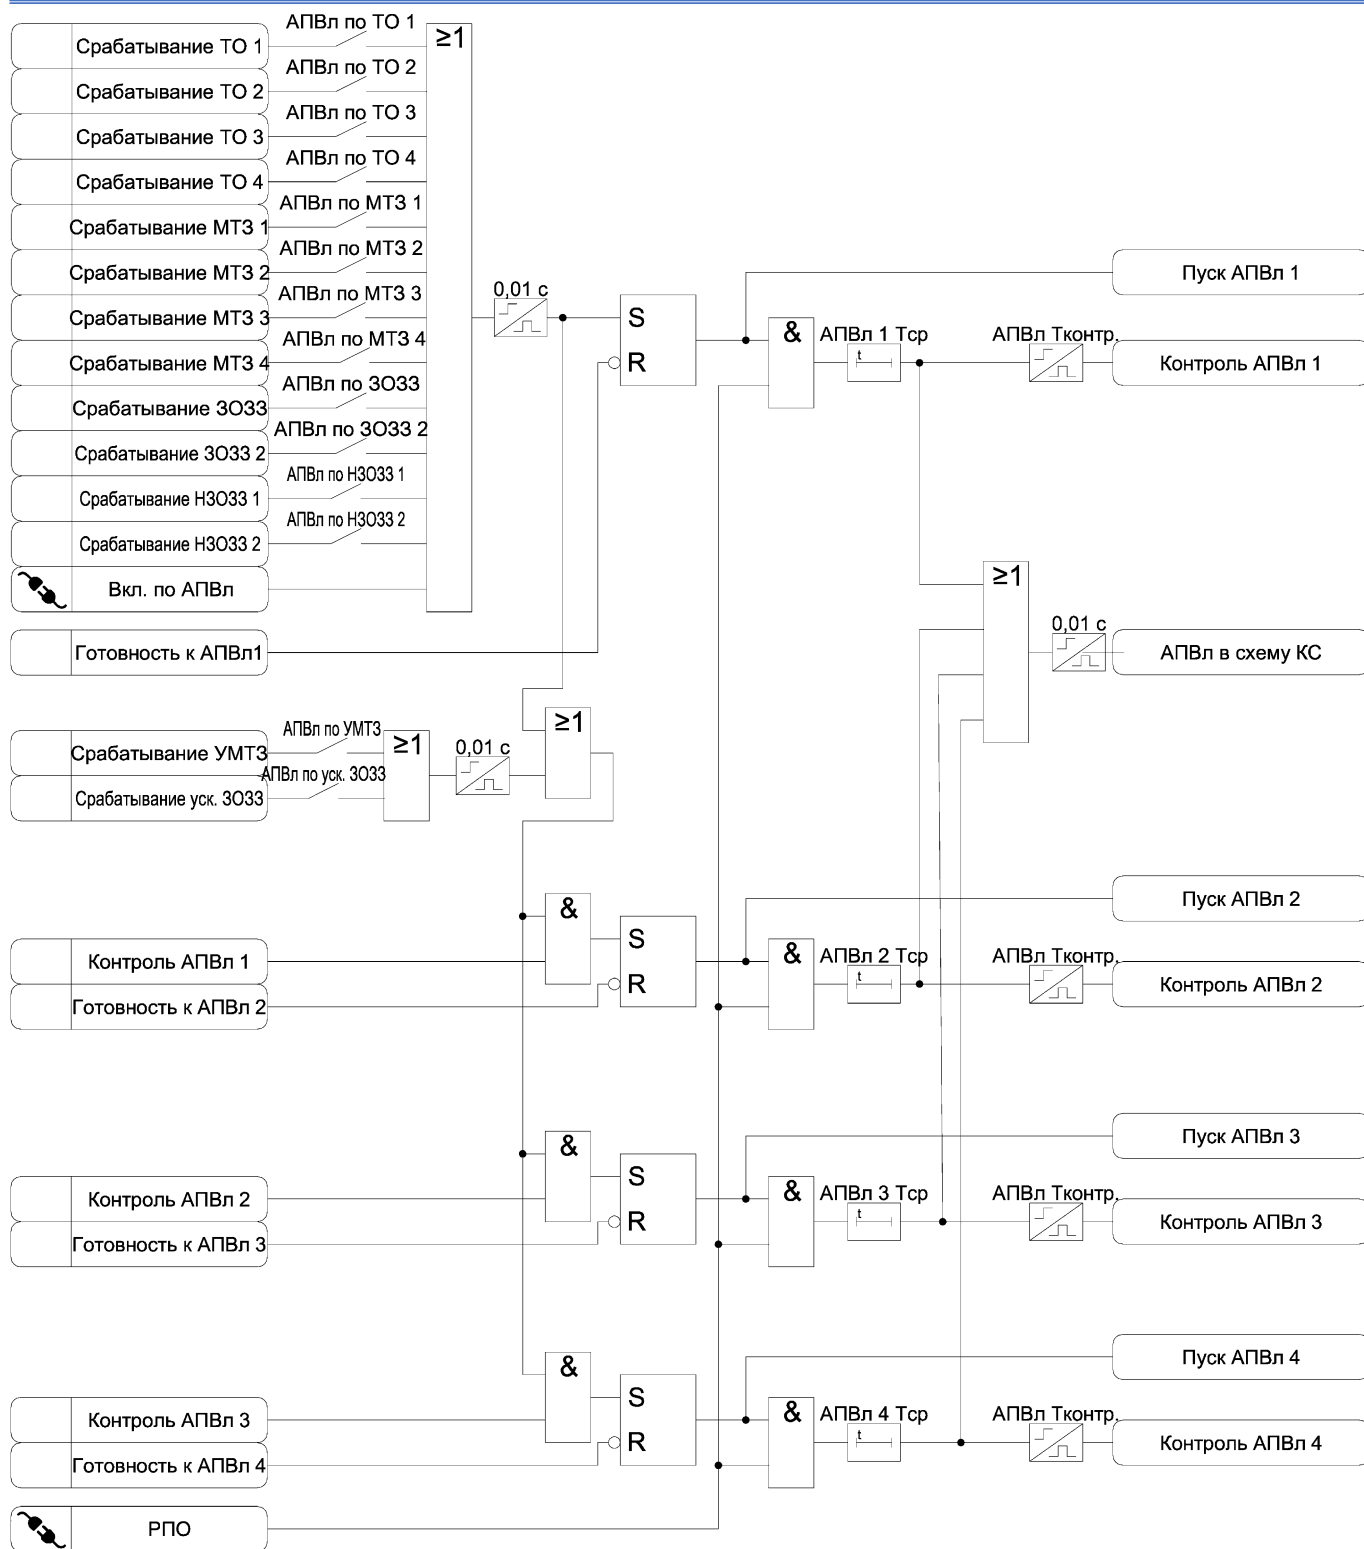 АПВл по ТО 1
Срабатывание ТО 1
≥1
АПВл по ТО 2
Срабатывание ТО 2
АПВл по ТО 3
Срабатывание ТО 3
АПВл по ТО 4
Срабатывание ТО 4
АПВл по МТЗ 1
Срабатывание МТЗ 1
АПВл по МТЗ 2
Срабатывание МТЗ 2
АПВл по МТЗ 3
Срабатывание МТЗ 3
АПВл по МТЗ 4
Срабатывание МТЗ 4
АПВл по ЗОЗЗ
Срабатывание ЗОЗЗ
АПВл по ЗОЗЗ 2
Срабатывание ЗОЗЗ 2
АПВл по НЗОЗЗ 1
Срабатывание НЗОЗЗ 1
АПВл по НЗОЗЗ 2
Срабатывание НЗОЗЗ 2
Вкл. по АПВл
Готовность к АПВл1
0,01 с
S
R
&
АПВл 1 Тср
t
АПВл Тконтр.
Пуск АПВл 1
Контроль АПВл 1
≥1
0,01 с
АПВл в схему КС
АПВл по УМТЗ
Срабатывание УМТЗ
АПВл по уск. ЗОЗЗ
Срабатывание уск. ЗОЗЗ
≥1
0,01 с
≥1
Пуск АПВл 2
&
Контроль АПВл 1
Готовность к АПВл 2
S
R
&
АПВл 2 Тср
t
АПВл Тконтр.
Контроль АПВл 2
Пуск АПВл 3
&
Контроль АПВл 2
Готовность к АПВл 3
S
R
&
АПВл 3 Тср
t
АПВл Тконтр.
Контроль АПВл 3
Пуск АПВл 4
&
Контроль АПВл 3
Готовность к АПВл 4
S
R
&
АПВл 4 Тср
t
АПВл Тконтр.
Контроль АПВл 4
РПО